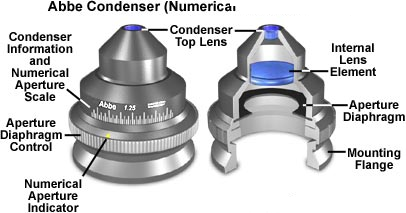 Abbe Condenser (Numerica
Condenser
Top Lens
Condenser
Information
and
Numerical
Aperture
Scale
Internal
Lens
Element
Abbe 1.25
Aperture
Diaphragm
Control
Aperture
Diaphragm
Mounting
Flange
Numerical
Aperture
Indicator